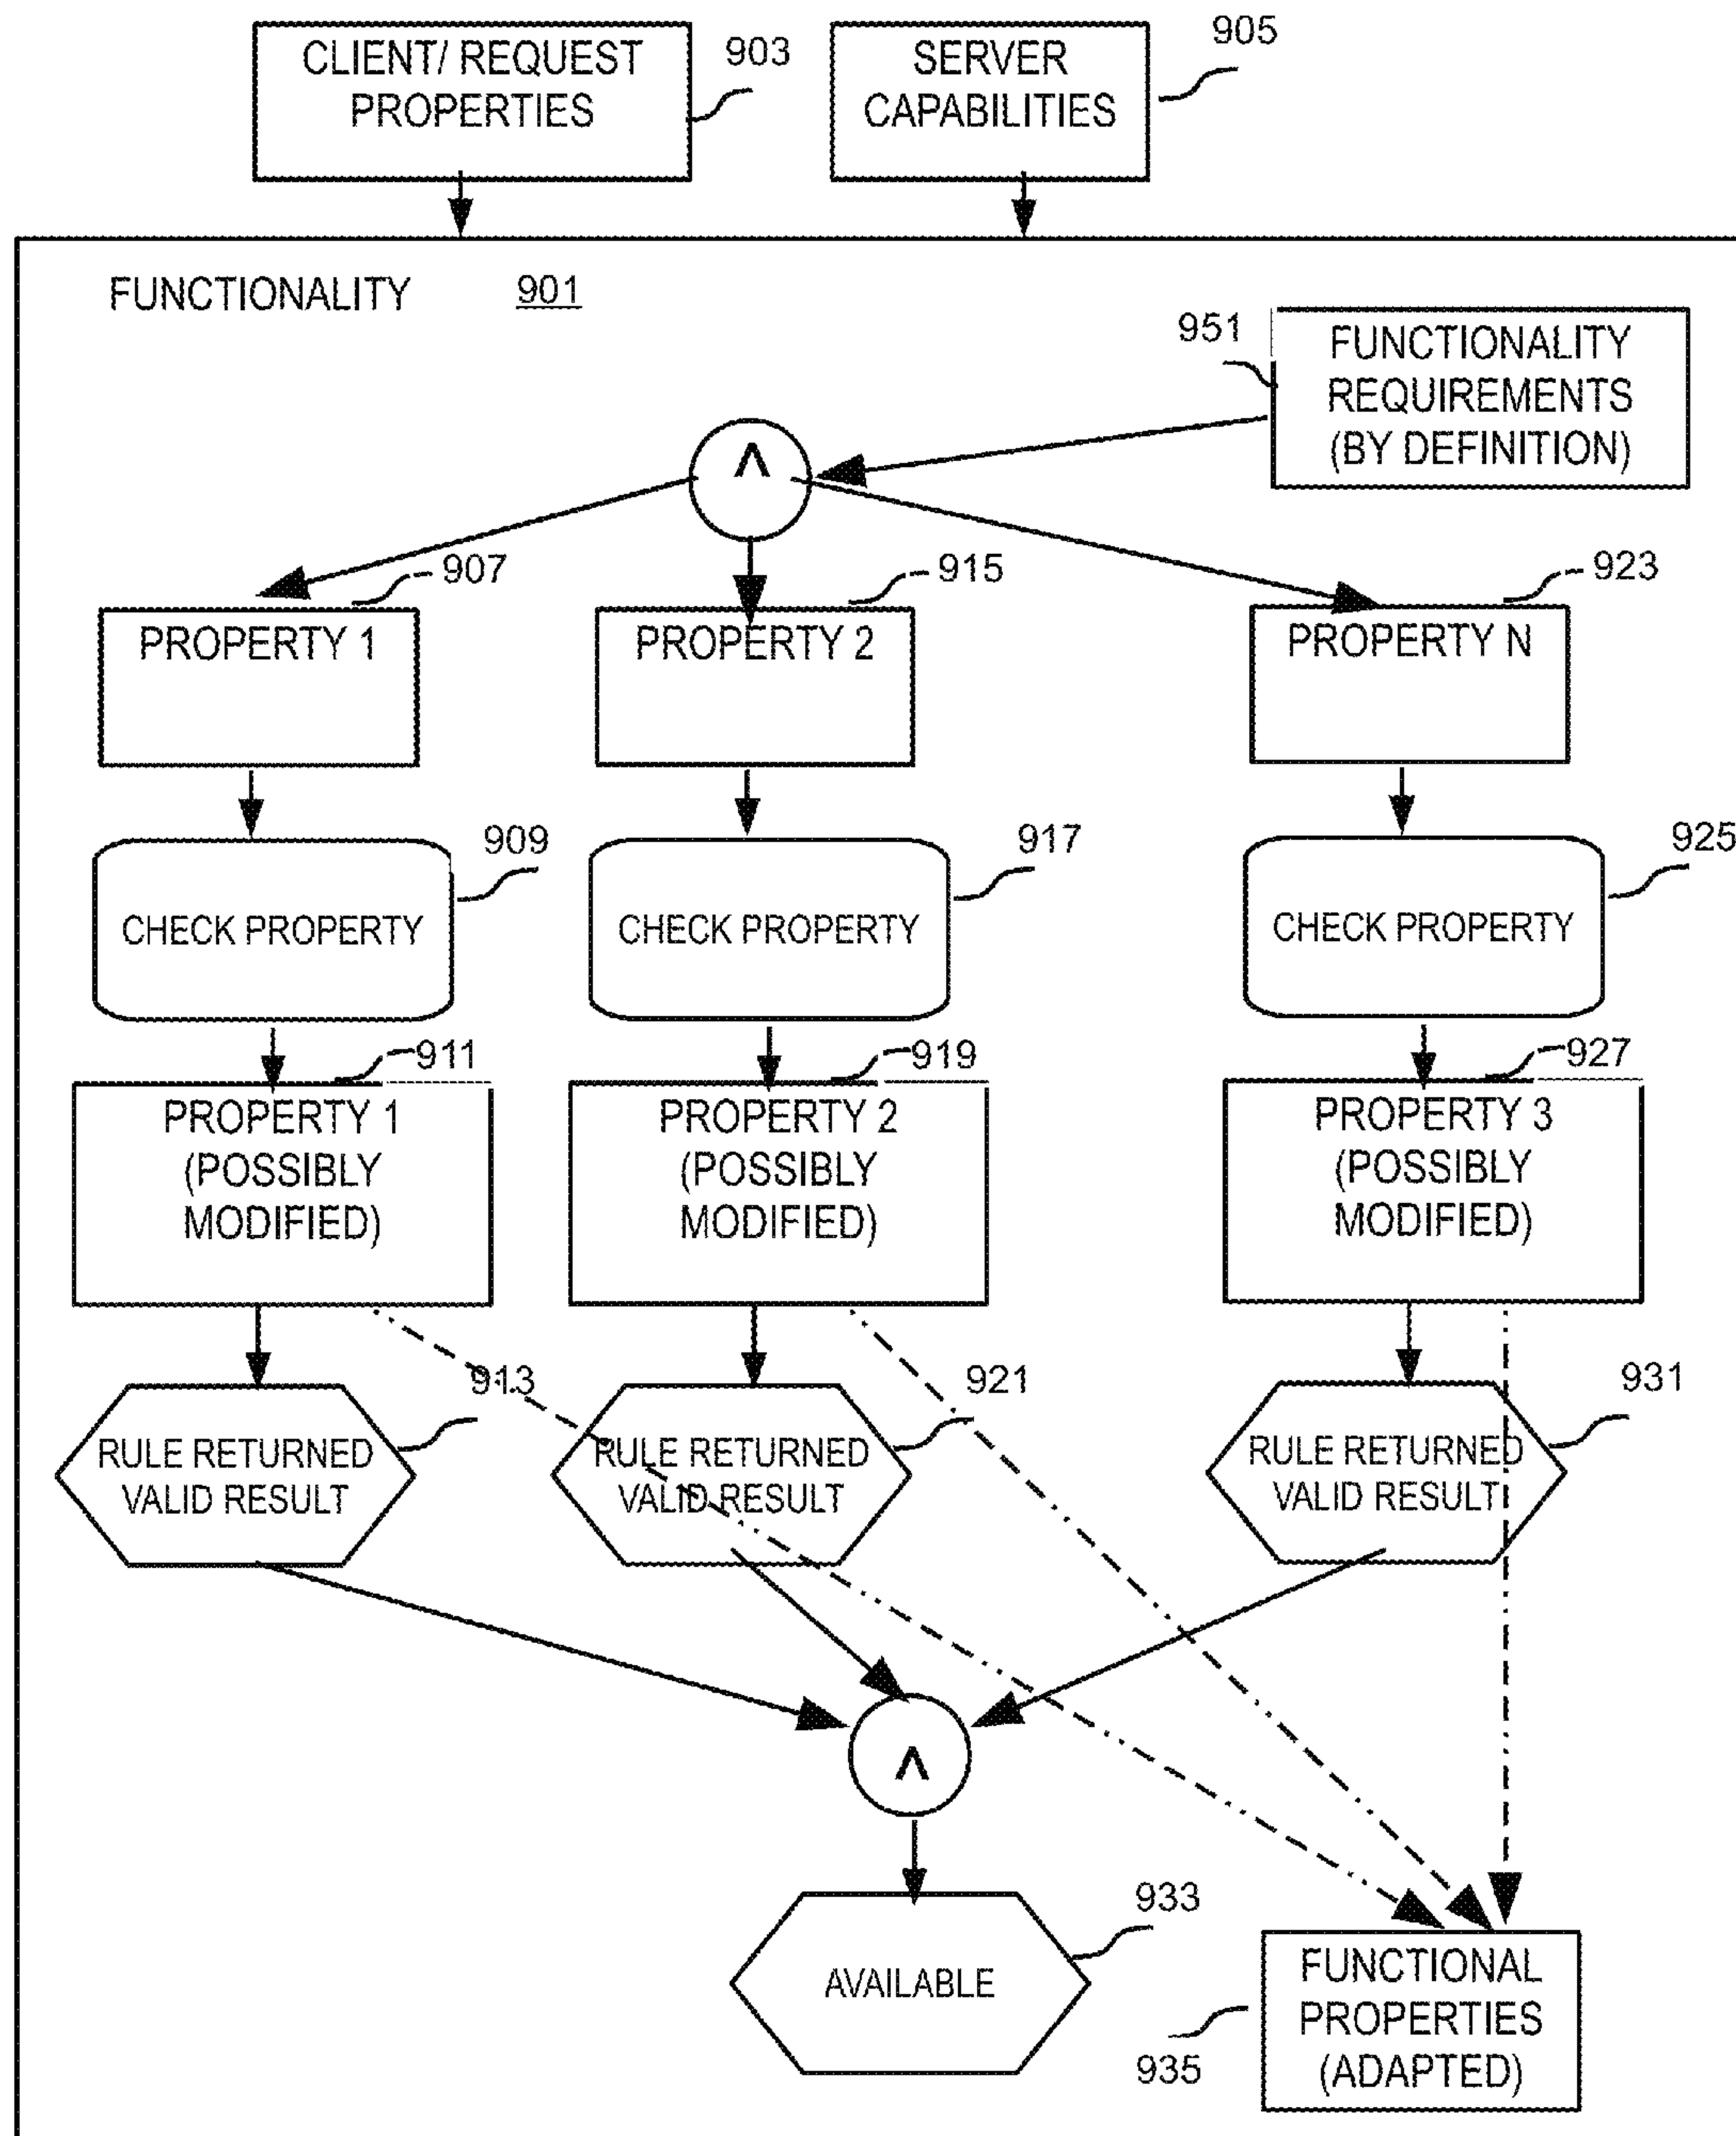 CLIENT/ REQUEST
PROPERTIES
903
SERVER
CAPABILITIES
905
FUNCTIONALITY
901
951
FUNCTIONALITY
REQUIREMENTS
(BY DEFINITION)
^
907
915
923
PROPERTY 1
PROPERTY 2
PROPERTY N
909
917
925
CHECK PROPERTY
CHECK PROPERTY
CHECK PROPERTY
911
919
927
PROPERTY 1
(POSSIBLY
MODIFIED)
PROPERTY 2
(POSSIBLY
MODIFIED)
PROPERTY 3
(POSSIBLY
MODIFIED)
913
921
931
RULE RETURNED
VALID RESULT
RULE RETURNED
VALID RESULT
RULE RETURNED
VALID RESULT
^
933
AVAILABLE
935
FUNCTIONAL
PROPERTIES
(ADAPTED)